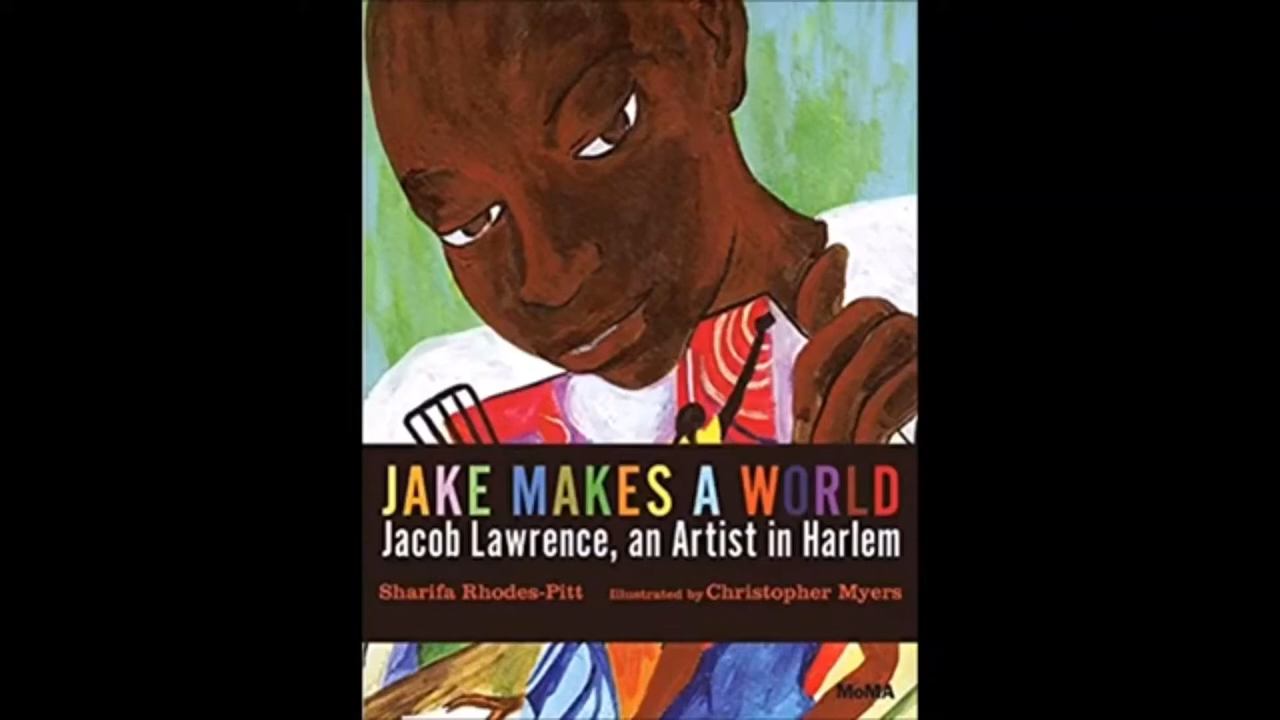 JAKE MAKES A WORLD
Jacob Lawrence, an Artist in Harlem
Sharifa Rhodes-Pitt Illustrated by Christopher Myers
MoMA